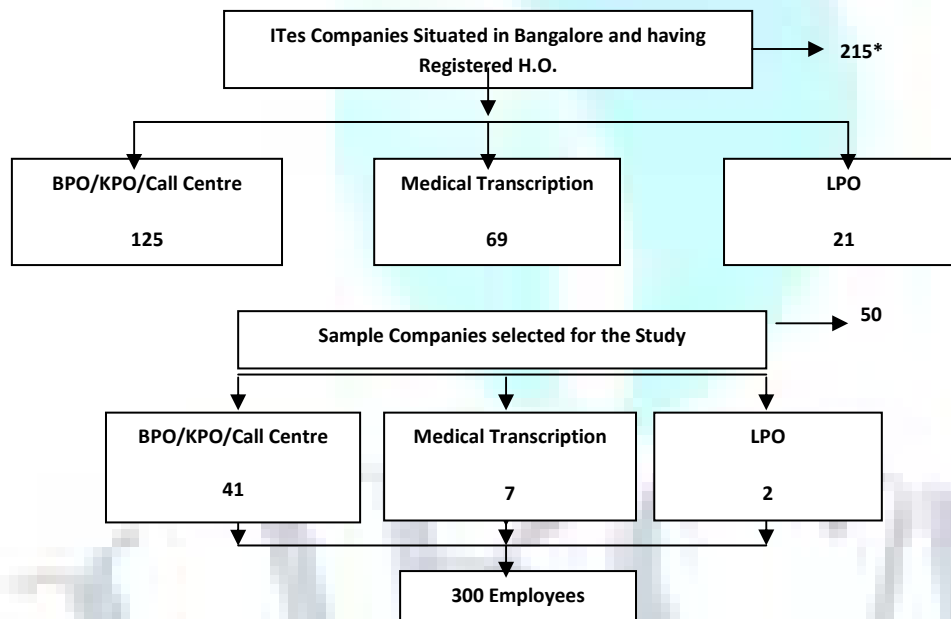 ITes Companies Situated in Bangalore and having
Registered H.O.
215*
BPO/KPO/Call Centre
125
Medical Transcription
69
LPO
21
Sample Companies selected for the Study
50
BPO/KPO/Call Centre
41
Medical Transcription
7
LPO
2
300 Employees